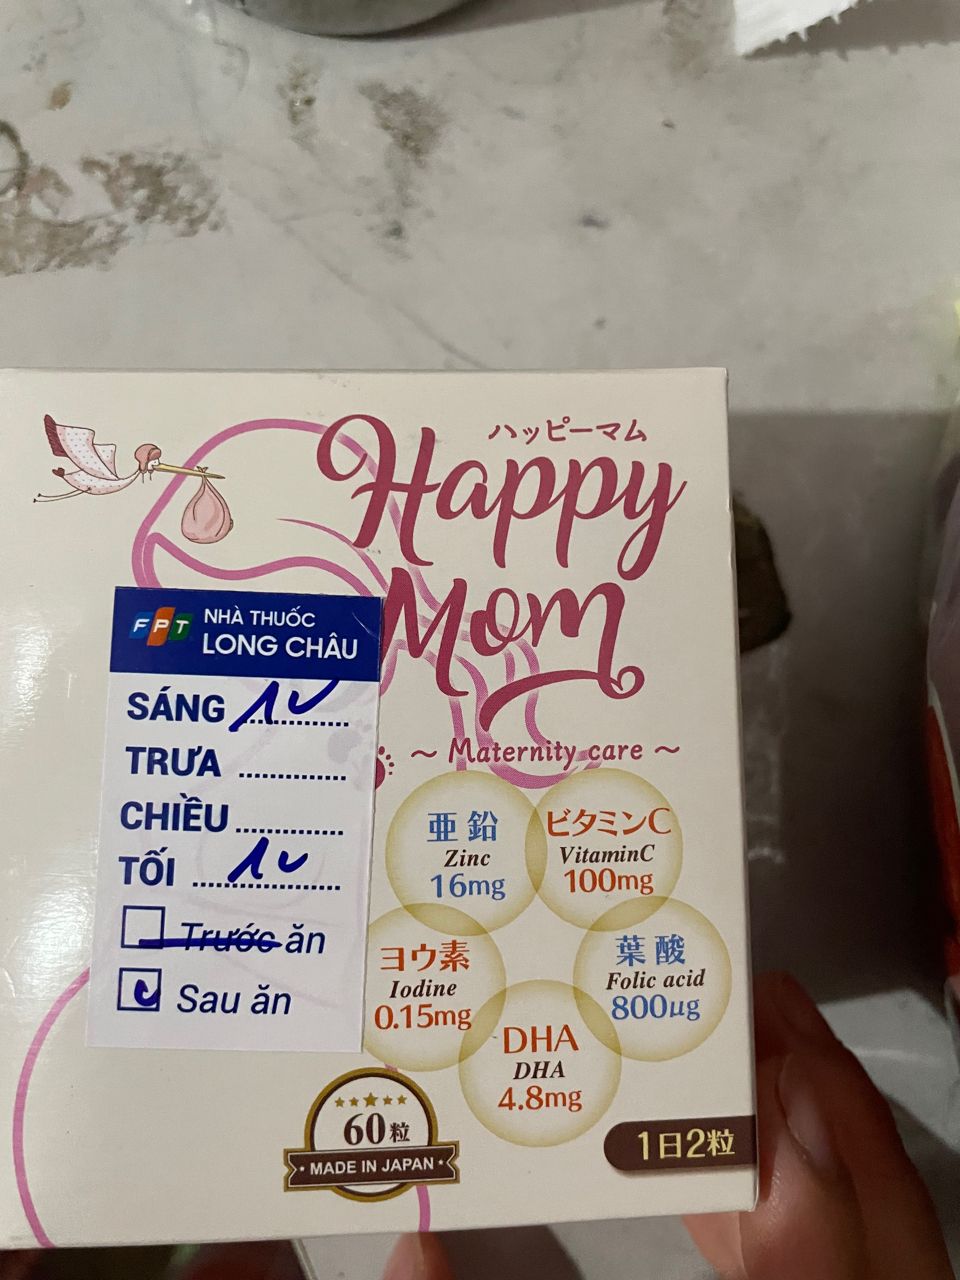 ハッピーマム
Happy
Mom
~ Maternity care ~
FPT NHÀ THUỐC
LONG CHÂU
SÁNG 1v
TRƯA
CHIỀU
TỐI 1v
Trước ăn
Sau ăn
亜鉛
Zinc
16mg
ビタミンC
VitaminC
100mg
ヨウ素
Iodine
0.15mg
葉酸
Folic acid
800μg
DHA
DHA
4.8mg
60粒
MADE IN JAPAN
1日2粒